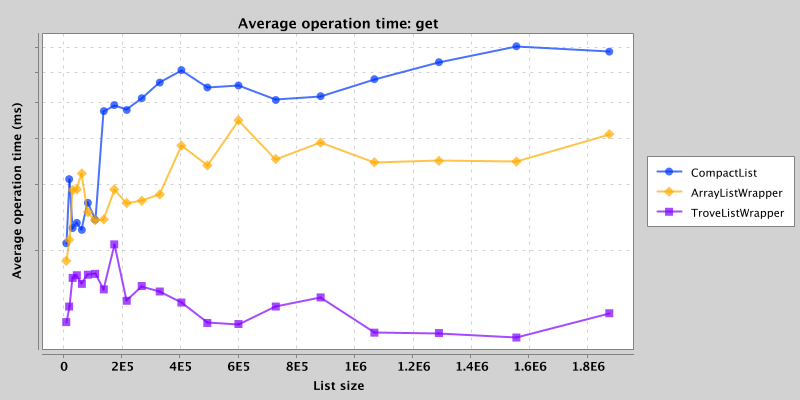 Average operation time: get
Average operation time (ms)
CompactList
ArrayListWrapper
TroveListWrapper
0 2E5 4E5 6E5 8E5 1E6 1.2E6 1.4E6 1.6E6 1.8E6
List size